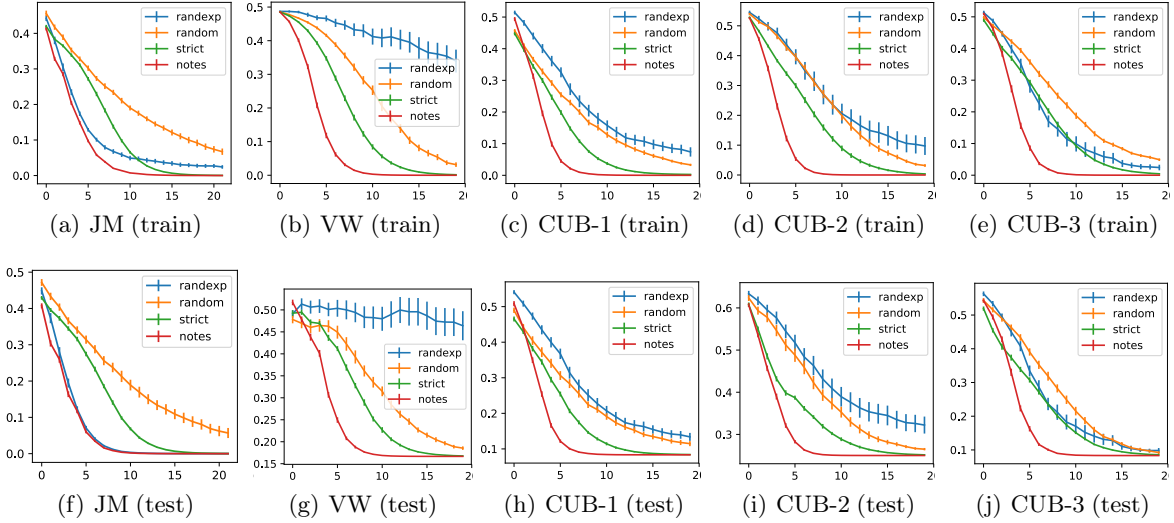 0.4
0.3
0.2
0.1
0.0
randexp
random
strict
notes
0 5 10 15 20
(a) JM (train)
0.5
0.4
0.3
0.2
0.1
0.0
randexp
random
strict
notes
0 5 10 15
(b) VW (train)
0.5
0.4
0.3
0.2
0.1
0.0
randexp
random
strict
notes
0 5 10 15
(c) CUB-1 (train)
0.5
0.4
0.3
0.2
0.1
0.0
randexp
random
strict
notes
0 5 10 15
(d) CUB-2 (train)
0.5
0.4
0.3
0.2
0.1
0.0
randexp
random
strict
notes
0 5 10 15
(e) CUB-3 (train)
0.5
0.4
0.3
0.2
0.1
0.0
randexp
random
strict
notes
0 5 10 15 20
(f) JM (test)
0.50
0.45
0.40
0.35
0.30
0.25
0.20
0.15
randexp
random
strict
notes
0 5 10 15
(g) VW (test)
0.5
0.4
0.3
0.2
0.1
randexp
random
strict
notes
0 5 10 15
(h) CUB-1 (test)
0.6
0.5
0.4
0.3
randexp
random
strict
notes
0 5 10 15
(i) CUB-2 (test)
0.5
0.4
0.3
0.2
0.1
randexp
random
strict
notes
0 5 10 15
(j) CUB-3 (test)